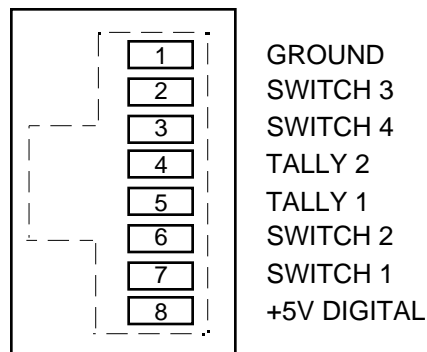 1 GROUND
2 SWITCH 3
3 SWITCH 4
4 TALLY 2
5 TALLY 1
6 SWITCH 2
7 SWITCH 1
8 +5V DIGITAL